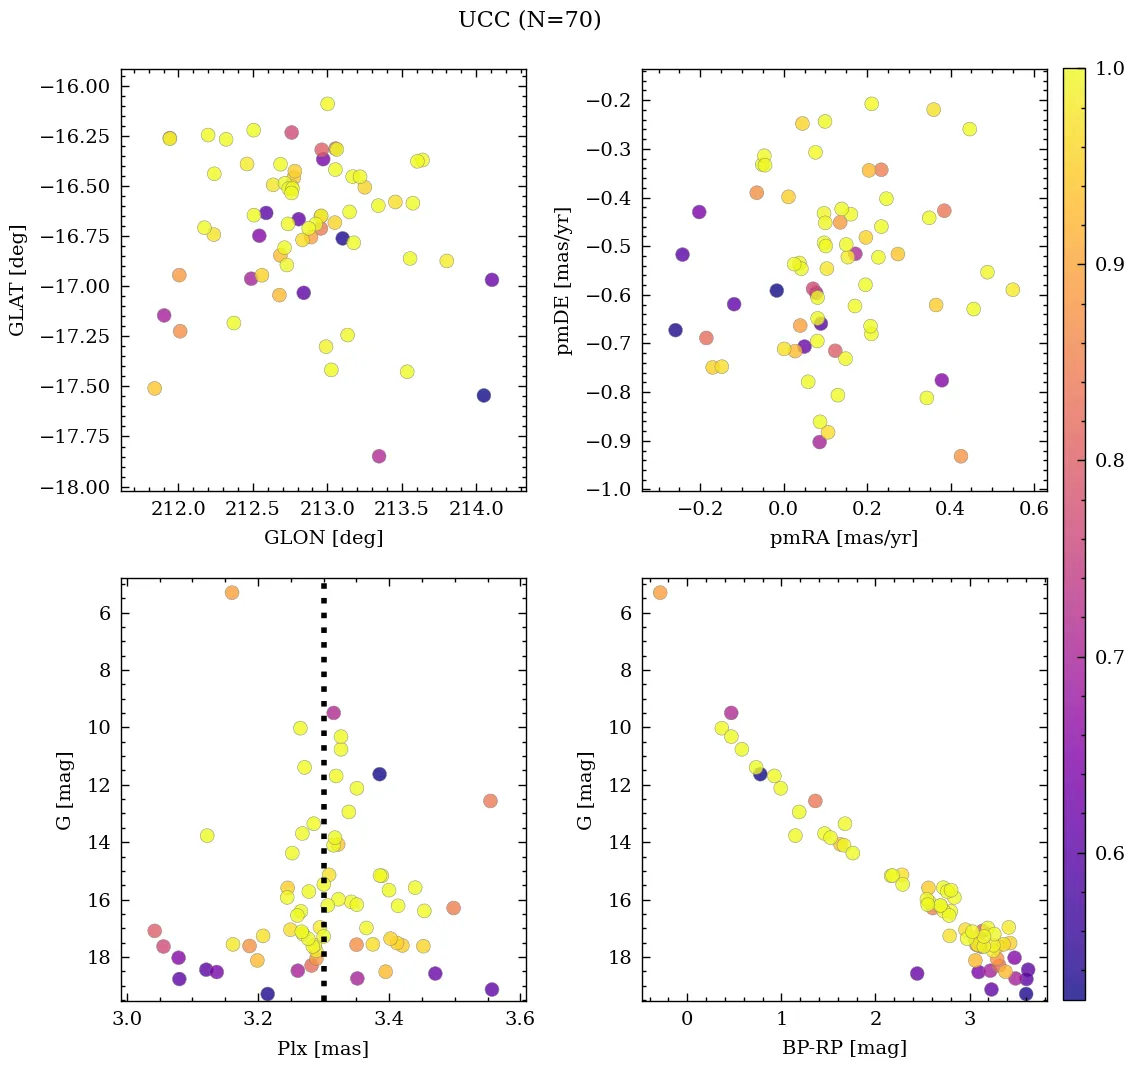 UCC (N=70)
−16.00
−16.25
−16.50
−16.75
−17.00
−17.25
−17.50
−17.75
−18.00
GLAT [deg]
212.0 212.5 213.0 213.5 214.0
GLON [deg]
−0.2
−0.3
−0.4
−0.5
−0.6
−0.7
−0.8
−0.9
−1.0
pmDE [mas/yr]
−0.2 0.0 0.2 0.4 0.6
pmRA [mas/yr]
6
8
10
12
14
16
18
G [mag]
3.0 3.2 3.4 3.6
Plx [mas]
6
8
10
12
14
16
18
G [mag]
0 1 2 3
BP-RP [mag]
1.0
0.9
0.8
0.7
0.6